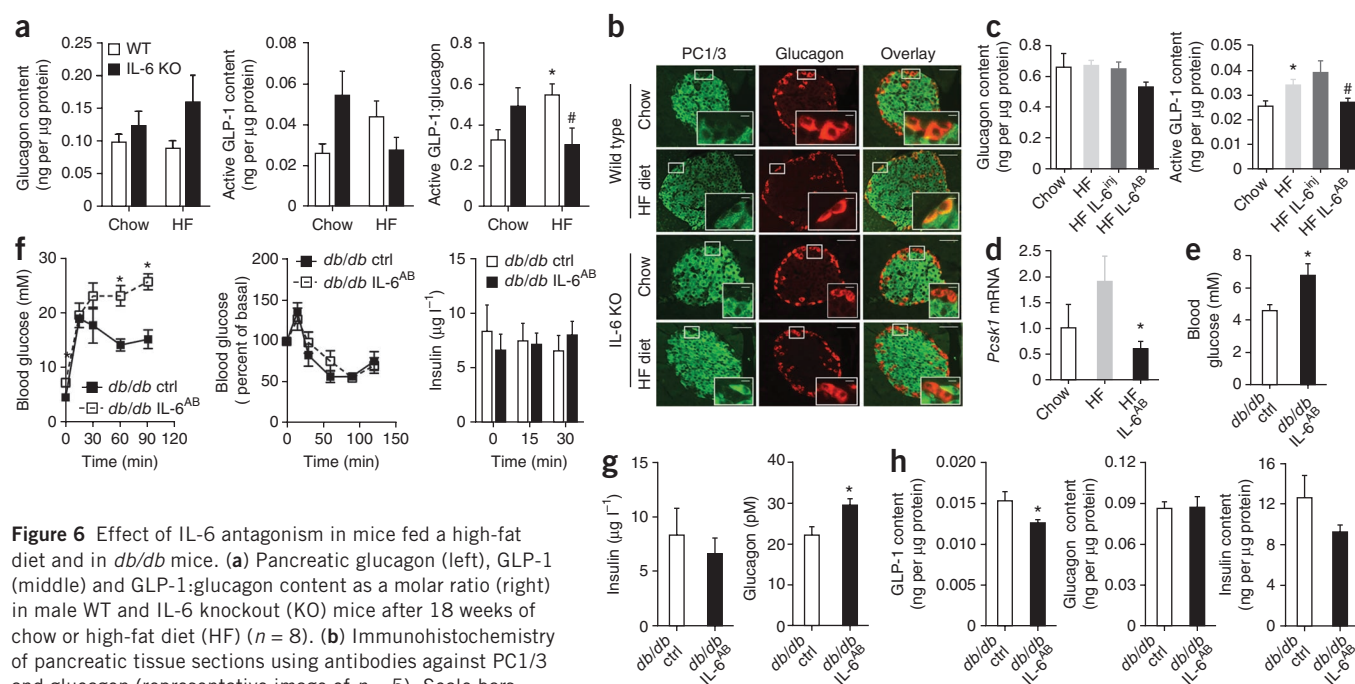 a
Glucagon content
(ng per µg protein)
0.25
0.20
0.15
0.10
0.05
0
WT
IL-6 KO
Chow
HF
Active GLP-1 content
(ng per µg protein)
0.08
0.06
0.04
0.02
0
Chow
HF
Active GLP-1:glucagon
0.8
0.6
0.4
0.2
0
*
#
Chow
HF
b
PC1/3
Glucagon
Overlay
Wild type
Chow
HF diet
IL-6 KO
Chow
HF diet
c
Glucagon content
(ng per µg protein)
0.8
0.6
0.4
0.2
0
Chow
HF
HF IL-6inj
HF IL-6AB
Active GLP-1 content
(ng per µg protein)
0.05
0.04
0.03
0.02
0.01
0
*
#
Chow
HF
HF IL-6inj
HF IL-6AB
d
Pcsk1 mRNA
2.5
2.0
1.5
1.0
0.5
0
*
Chow
HF
HF
IL-6AB
e
Blood
glucose (mM)
8
6
4
2
0
*
db/db
ctrl
db/db
IL-6AB
f
Blood glucose (mM)
30
20
10
0
*
*
*
db/db ctrl
db/db IL-6AB
0 30 60 90 120
Time (min)
Blood glucose
( percent of basal)
200
150
100
50
0
db/db ctrl
db/db IL-6AB
0 50 100 150
Time (min)
Insulin (µg l−1)
15
10
5
0
db/db ctrl
db/db IL-6AB
0 15 30
Time (min)
g
Insulin (µg l−1)
15
10
5
0
db/db
ctrl
db/db
IL-6AB
Glucagon (pM)
40
30
20
10
0
*
db/db
ctrl
db/db
IL-6AB
h
GLP-1 content
(ng per µg protein)
0.020
0.015
0.010
0.005
0
*
db/db
ctrl
db/db
IL-6AB
Glucagon content
(ng per µg protein)
0.12
0.09
0.06
0.03
0
db/db
ctrl
db/db
IL-6AB
Insulin content
(ng per µg protein)
16
12
8
4
0
db/db
ctrl
db/db
IL-6AB
Figure 6 Effect of IL-6 antagonism in mice fed a high-fat
diet and in db/db mice. (a) Pancreatic glucagon (left), GLP-1
(middle) and GLP-1:glucagon content as a molar ratio (right)
in male WT and IL-6 knockout (KO) mice after 18 weeks of
chow or high-fat diet (HF) (n = 8). (b) Immunohistochemistry
of pancreatic tissue sections using antibodies against PC1/3